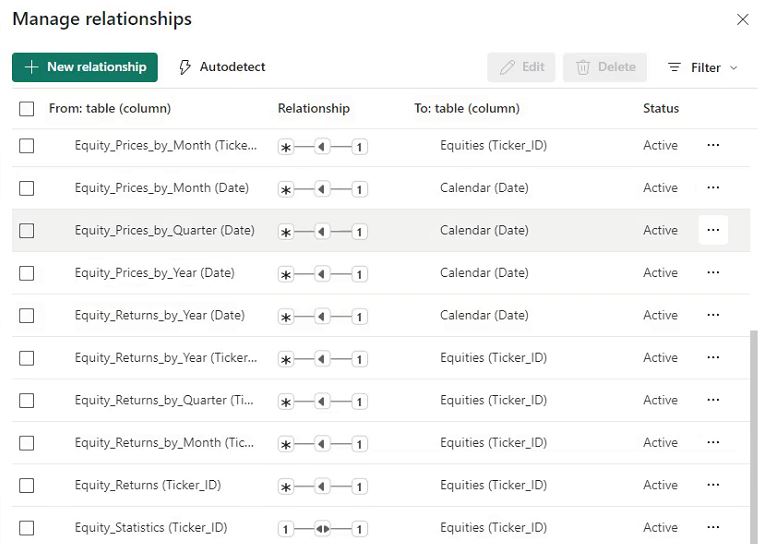 Manage relationships
New relationship Autodetect Edit Delete Filter
From: table (column) Relationship To: table (column) Status
Equity_Prices_by_Month (Ticke... * 1 Equities (Ticker_ID) Active ...
Equity_Prices_by_Month (Date) * 1 Calendar (Date) Active ...
Equity_Prices_by_Quarter (Date) * 1 Calendar (Date) Active ...
Equity_Prices_by_Year (Date) * 1 Calendar (Date) Active ...
Equity_Returns_by_Year (Date) * 1 Calendar (Date) Active ...
Equity_Returns_by_Year (Ticker... * 1 Equities (Ticker_ID) Active ...
Equity_Returns_by_Quarter (Ti... * 1 Equities (Ticker_ID) Active ...
Equity_Returns_by_Month (Tic... * 1 Equities (Ticker_ID) Active ...
Equity_Returns (Ticker_ID) * 1 Equities (Ticker_ID) Active ...
Equity_Statistics (Ticker_ID) 1 1 Equities (Ticker_ID) Active ...